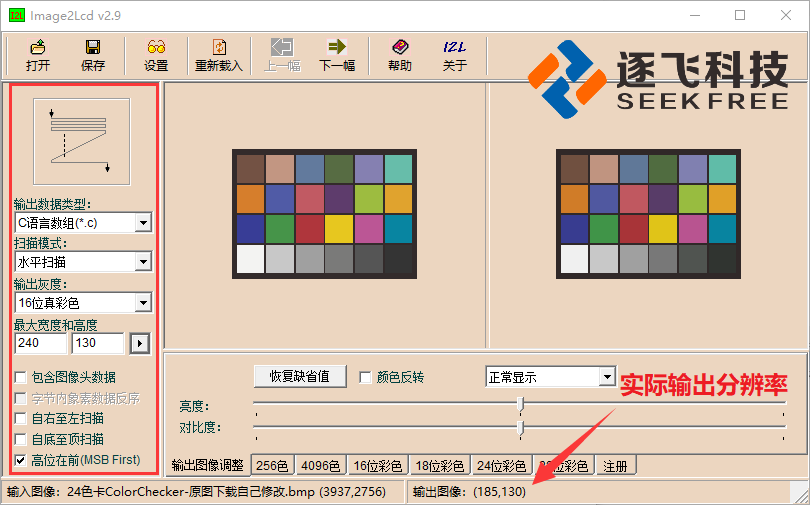 Image2Lcd v2.9
打开 保存 设置 重新载入 上一幅 下一幅 帮助 I2L 关于
逐飞科技
SEEKFREE
输出数据类型:
C语言数组(*.c)
扫描模式:
水平扫描
输出灰度:
16位真彩色
最大宽度和高度
240 130
包含图像头数据
字节内象素数据反序
自右至左扫描
自底至顶扫描
高位在前(MSB First)
恢复缺省值 颜色反转 正常显示
实际输出分辨率
亮度:
对比度:
输出图像调整 256色 4096色 16位彩色 18位彩色 24位彩色 位彩色 注册
输入图像: 24色卡ColorChecker-原图下载自己修改.bmp (3937,2756) 输出图像: (185,130)